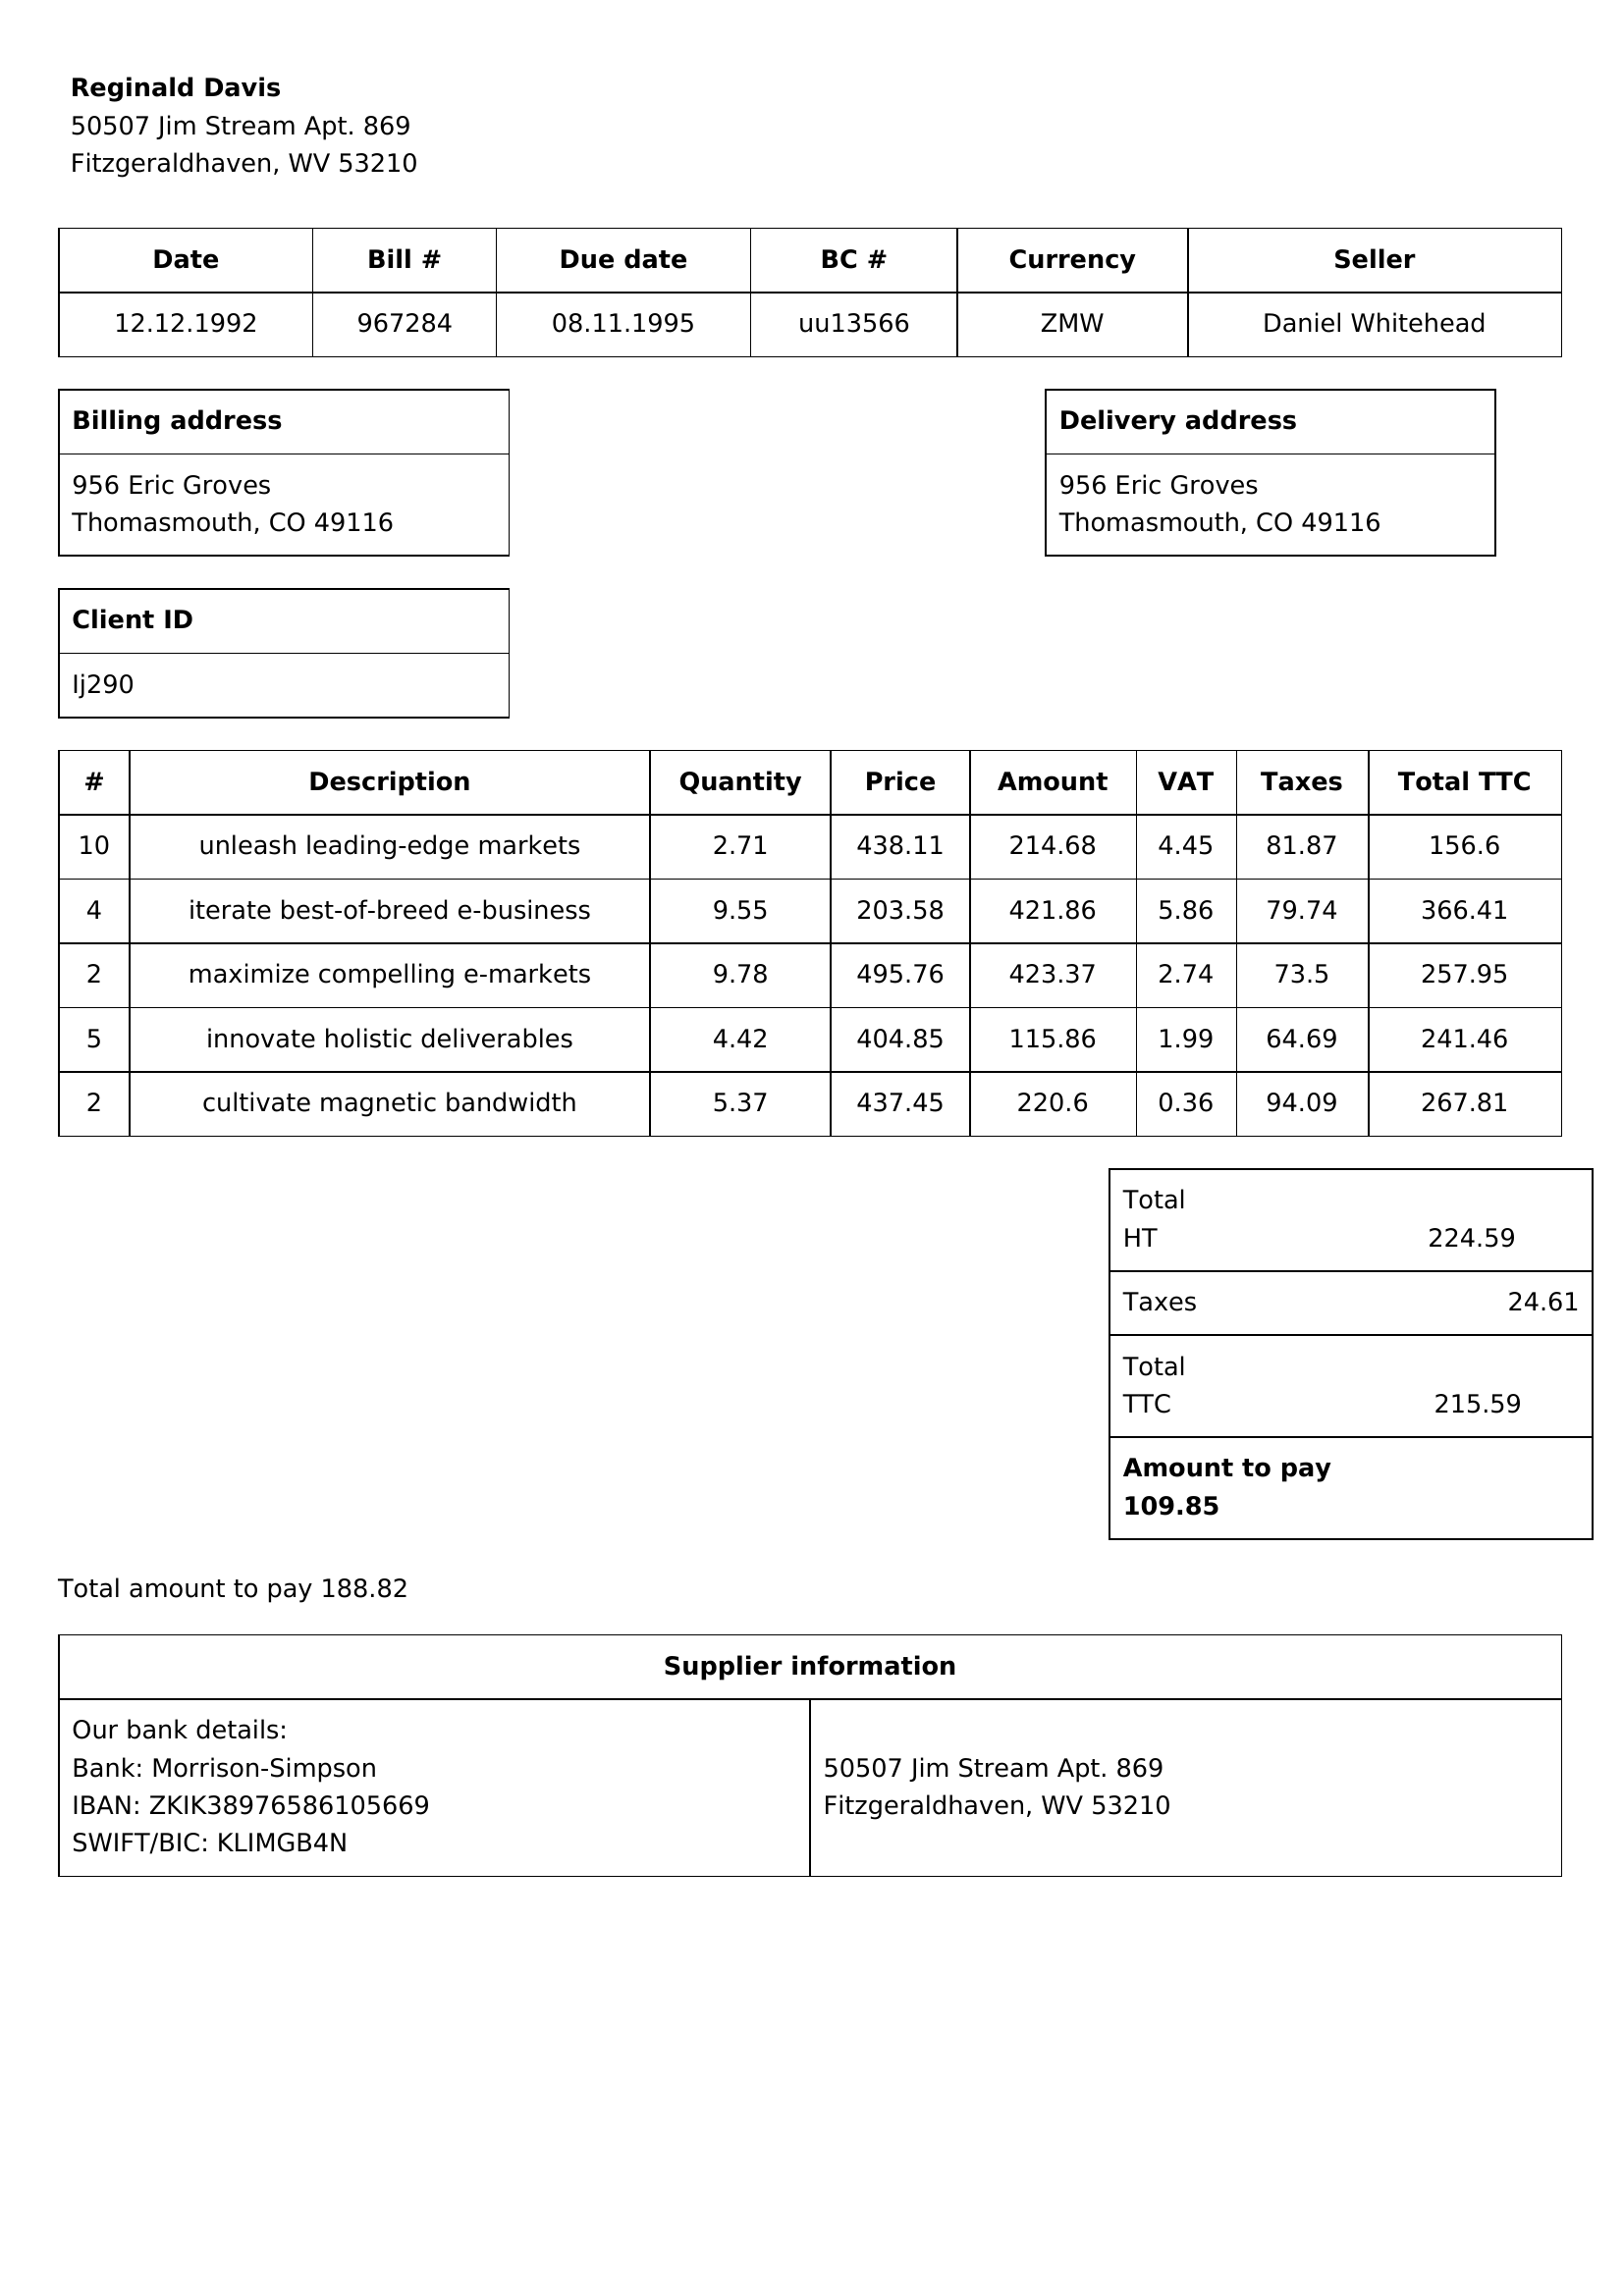 Reginald Davis
50507 Jim Stream Apt. 869
Fitzgeraldhaven, WV 53210
Date Bill # Due date BC # Currency Seller
12.12.1992 967284 08.11.1995 uu13566 ZMW Daniel Whitehead
Billing address
956 Eric Groves
Thomasmouth, CO 49116
Delivery address
956 Eric Groves
Thomasmouth, CO 49116
Client ID
Ij290
# Description Quantity Price Amount VAT Taxes Total TTC
10 unleash leading-edge markets 2.71 438.11 214.68 4.45 81.87 156.6
4 iterate best-of-breed e-business 9.55 203.58 421.86 5.86 79.74 366.41
2 maximize compelling e-markets 9.78 495.76 423.37 2.74 73.5 257.95
5 innovate holistic deliverables 4.42 404.85 115.86 1.99 64.69 241.46
2 cultivate magnetic bandwidth 5.37 437.45 220.6 0.36 94.09 267.81
Total
HT 224.59
Taxes 24.61
Total
TTC 215.59
Amount to pay
109.85
Total amount to pay 188.82
Supplier information
Our bank details:
Bank: Morrison-Simpson
IBAN: ZKIK38976586105669
SWIFT/BIC: KLIMGB4N
50507 Jim Stream Apt. 869
Fitzgeraldhaven, WV 53210